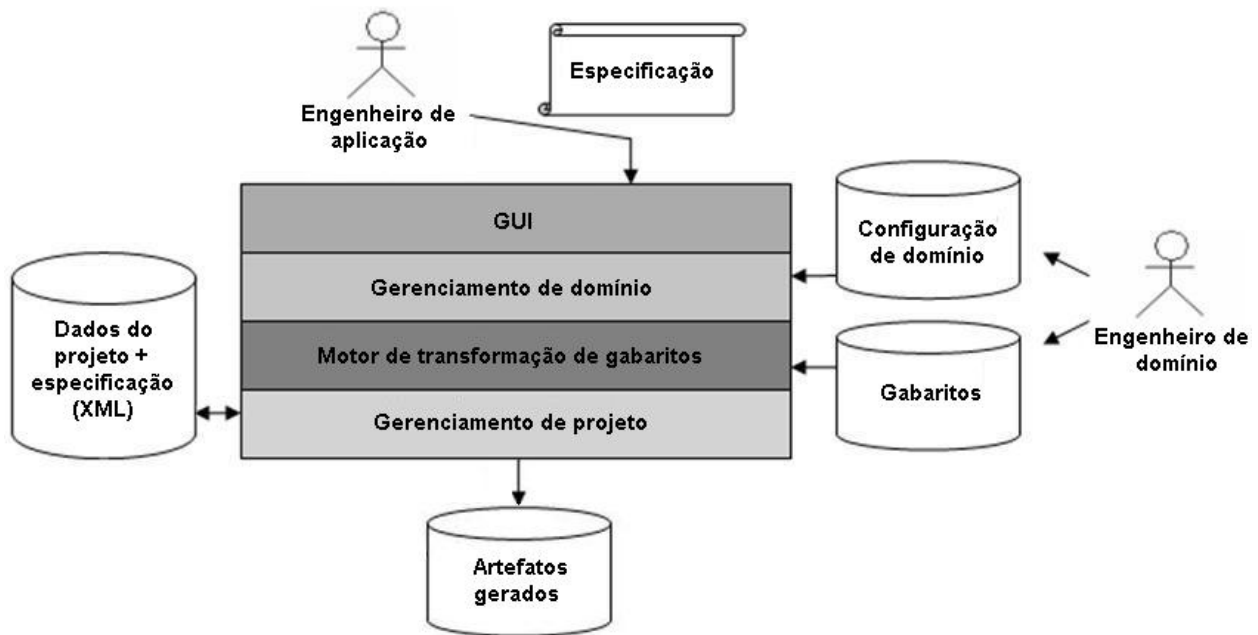 Especificação
Engenheiro de
aplicação
GUI
Gerenciamento de domínio
Motor de transformação de gabaritos
Gerenciamento de projeto
Dados do
projeto +
especificação
(XML)
Configuração
de domínio
Gabaritos
Engenheiro de
domínio
Artefatos
gerados